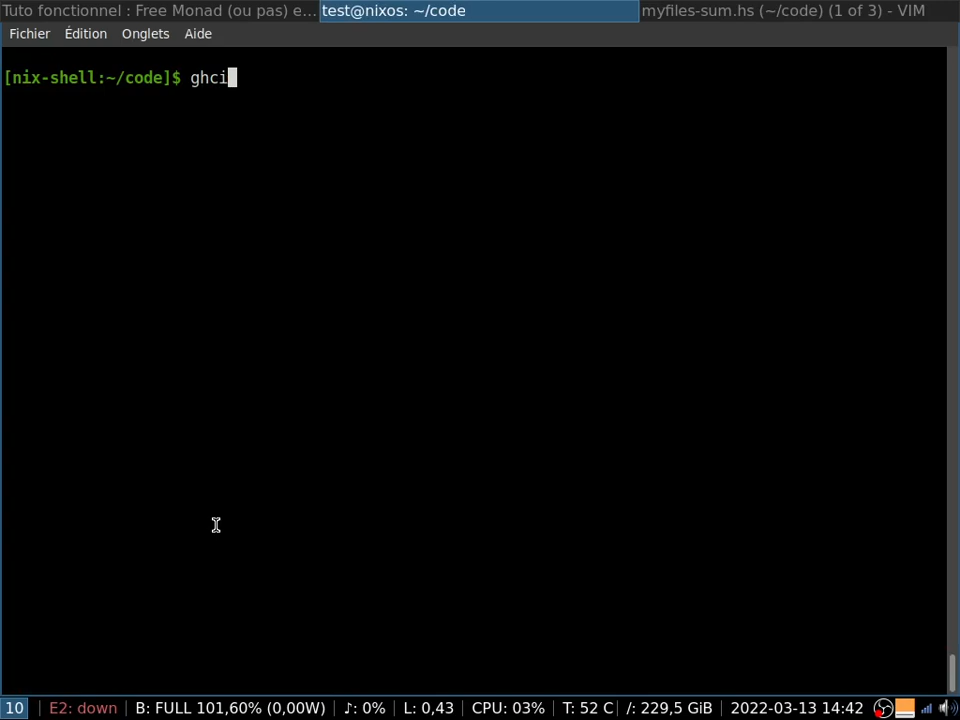 Tuto fonctionnel : Free Monad (ou pas) e... test@nixos: ~/code myfiles-sum.hs (~/code) (1 of 3) - VIM
Fichier Édition Onglets Aide
[nix-shell:~/code]$ ghci
10 | E2: down | B: FULL 101,60% (0,00W) | ♪: 0% | L: 0,43 | CPU: 03% | T: 52 C | /: 229,5 GiB | 2022-03-13 14:42